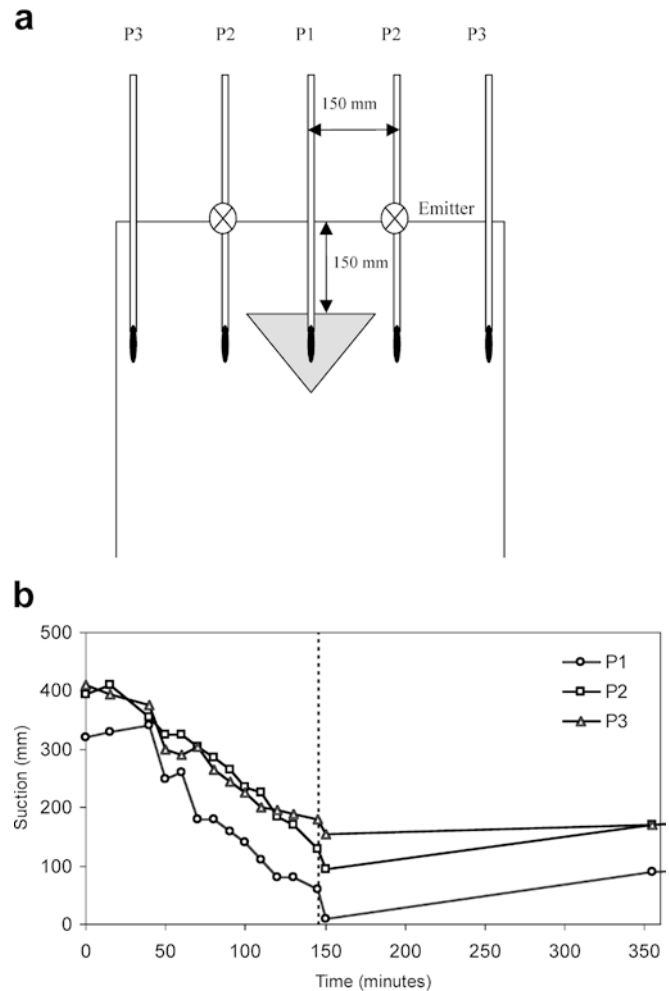 a
P3 P2 P1 P2 P3
150 mm
Emitter
150 mm
b
500
400
300
200
100
0
Suction (mm)
P1
P2
P3
0 50 100 150 200 250 300 350
Time (minutes)